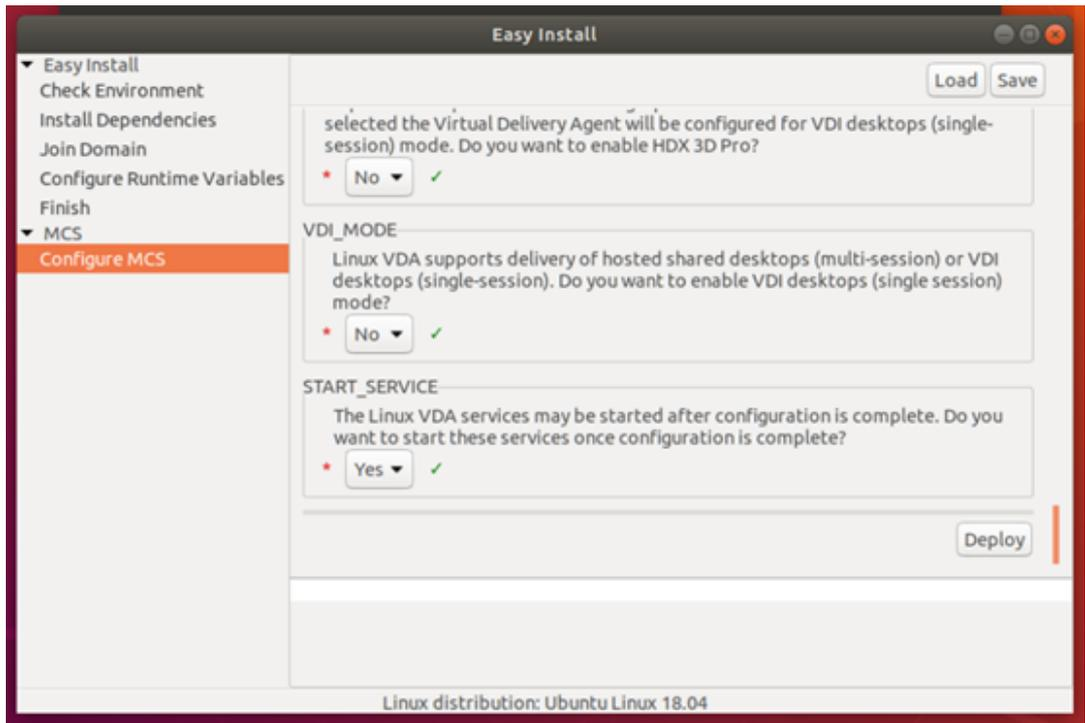 Easy Install
Easy Install
Check Environment
Install Dependencies
Join Domain
Configure Runtime Variables
Finish
MCS
Configure MCS
Load Save
selected the Virtual Delivery Agent will be configured for VDI desktops (single-
session) mode. Do you want to enable HDX 3D Pro?
* No
VDI_MODE
Linux VDA supports delivery of hosted shared desktops (multi-session) or VDI
desktops (single-session). Do you want to enable VDI desktops (single session)
mode?
* No
START_SERVICE
The Linux VDA services may be started after configuration is complete. Do you
want to start these services once configuration is complete?
* Yes
Deploy
Linux distribution: Ubuntu Linux 18.04